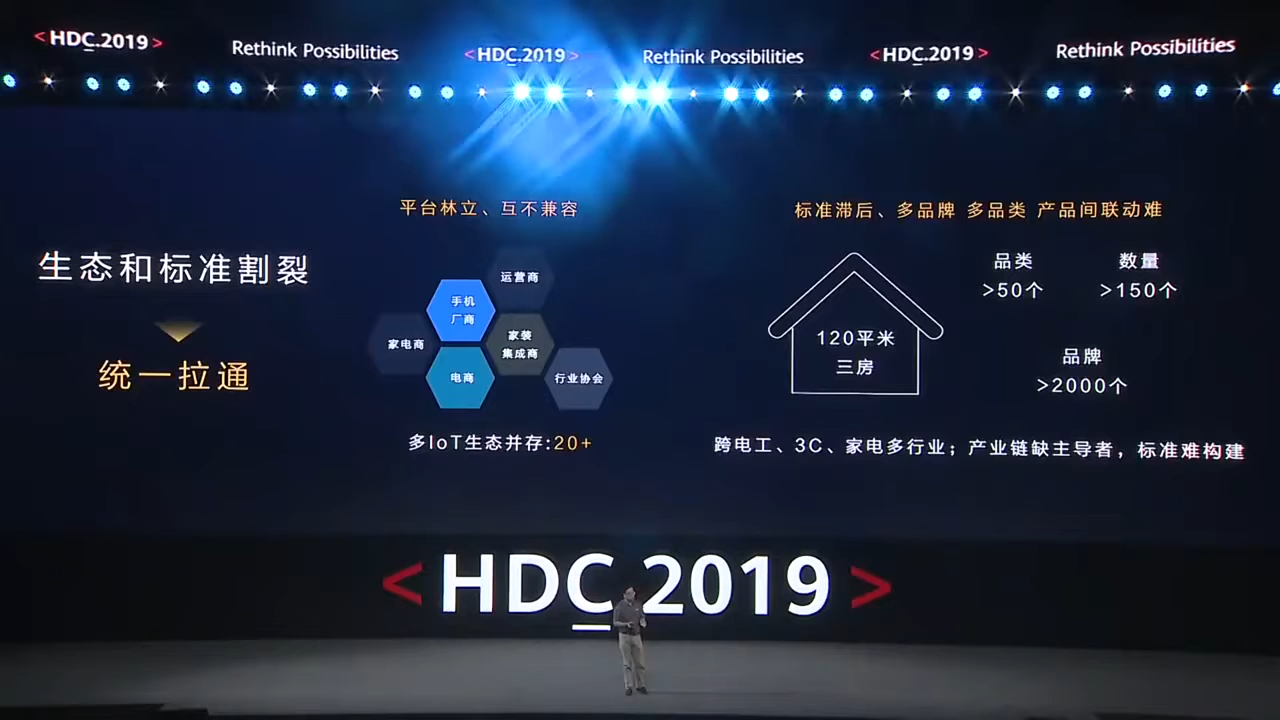 <HDC.2019>
Rethink Possibilities
<HDC.2019>
Rethink Possibilities
<HDC.2019>
Rethink Possibilities
生态和标准割裂
统一拉通
平台林立、互不兼容
运营商
手机
厂商
家电商
家装
集成商
电商
行业协会
多IoT生态并存:20+
标准滞后、多品牌 多品类 产品间联动难
120平米
三房
品类
>50个
数量
>150个
品牌
>2000个
跨电工、3C、家电多行业；产业链缺主导者，标准难构建
<HDC_2019>